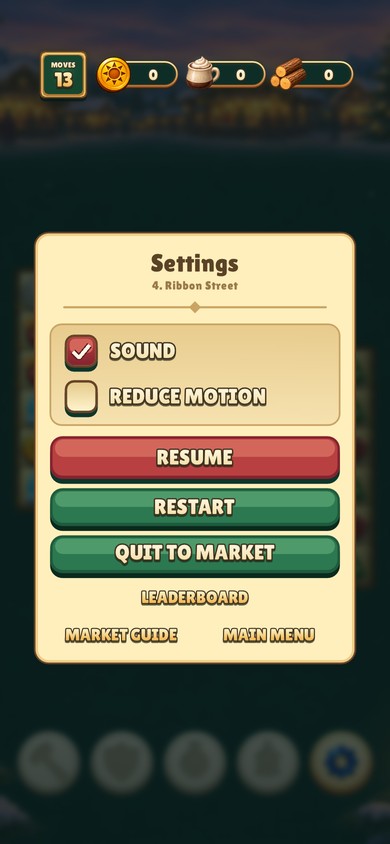 MOVES
13
0
0
0
Settings
4. Ribbon Street
SOUND
REDUCE MOTION
RESUME
RESTART
QUIT TO MARKET
LEADERBOARD
MARKET GUIDE
MAIN MENU